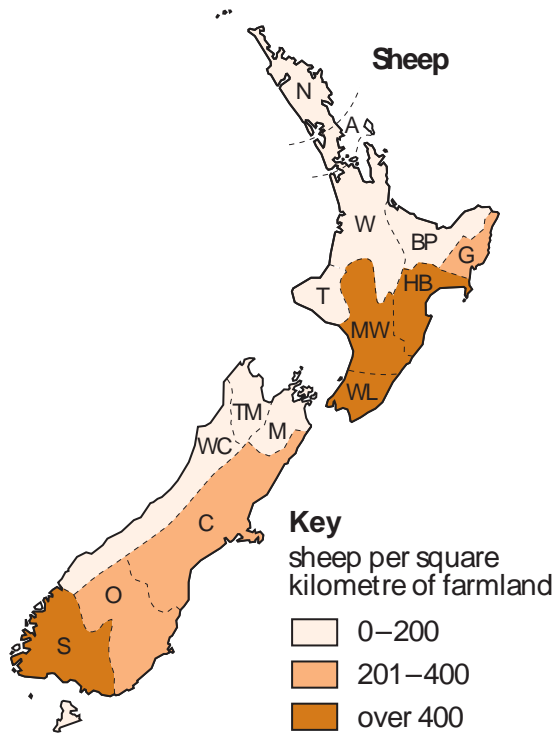 Sheep
N
A
W
BP
G
T
HB
MW
WL
TM
M
WC
C
O
S
Key
sheep per square
kilometre of farmland
0–200
201–400
over 400